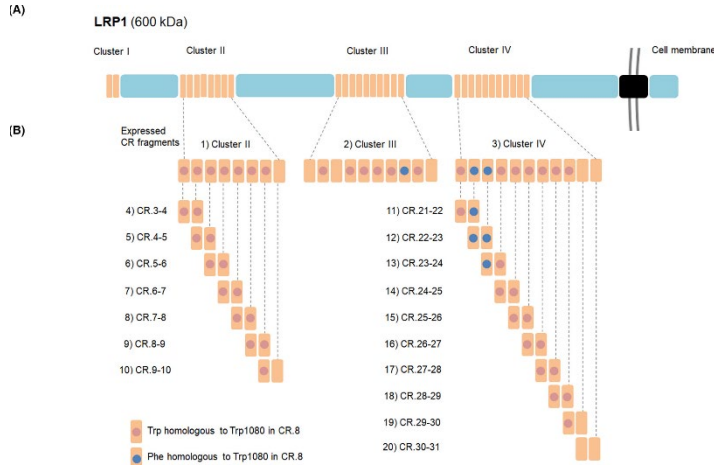 (A)
LRP1 (600 kDa)
Cluster I
Cluster II
Cluster III
Cluster IV
Cell membrane
(B)
Expressed
CR fragments
1) Cluster II
2) Cluster III
3) Cluster IV
4) CR.3-4
5) CR.4-5
6) CR.5-6
7) CR.6-7
8) CR.7-8
9) CR.8-9
10) CR.9-10
11) CR.21-22
12) CR.22-23
13) CR.23-24
14) CR.24-25
15) CR.25-26
16) CR.26-27
17) CR.27-28
18) CR.28-29
19) CR.29-30
20) CR.30-31
Trp homologous to Trp1080 in CR.8
Phe homologous to Trp1080 in CR.8